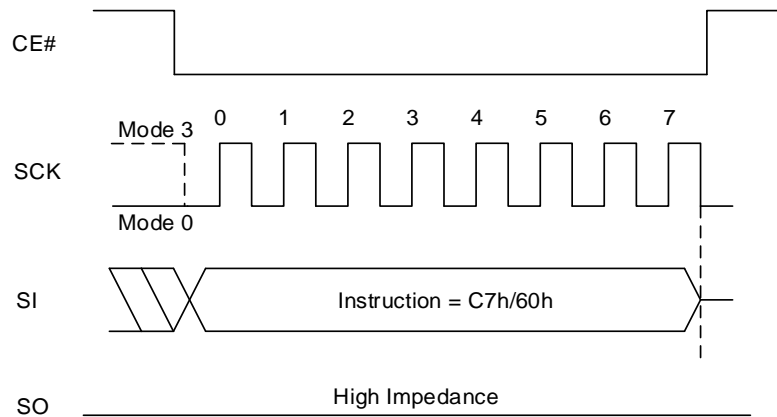 CE#
0 1 2 3 4 5 6 7
Mode 3
SCK
Mode 0
SI
Instruction = C7h/60h
High Impedance
SO